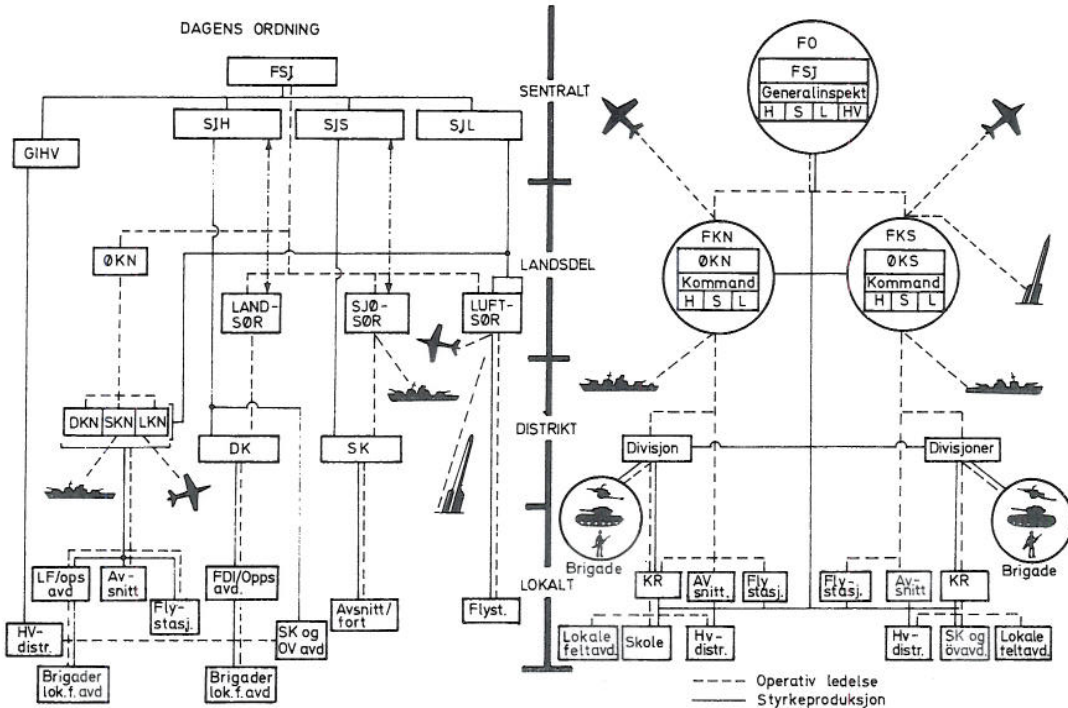 DAGENS ORDNING
FSJ
SJH
SJS
SJL
GIHV
ØKN
LAND-
SØR
SJØ-
SØR
LUFT-
SØR
DKN SKN LKN
DK
SK
LF/ops
avd
Av-
snitt
Fly-
stasj.
FDI/Opps
avd.
Avsnitt/
fort
Flyst.
HV-
distr.
SK og
OV avd
Brigader
lok.f.avd
Brigader
lok.f.avd
SENTRALT
LANDSDEL
DISTRIKT
LOKALT
FO
FSJ
Generalinspekt
H S L HV
FKN
ØKN
Kommand
H S L
FKS
ØKS
Kommand
H S L
Divisjon
Divisjoner
Brigade
Brigade
KR
AV
snitt.
Fly
stasj.
Fly-
stasj.
Av-
snitt
KR
Lokale
feltavd.
Skole
Hv-
distr.
Hv-
distr.
SK og
övavd.
Lokale
teltavd.
Operativ ledelse
Styrkeproduksjon